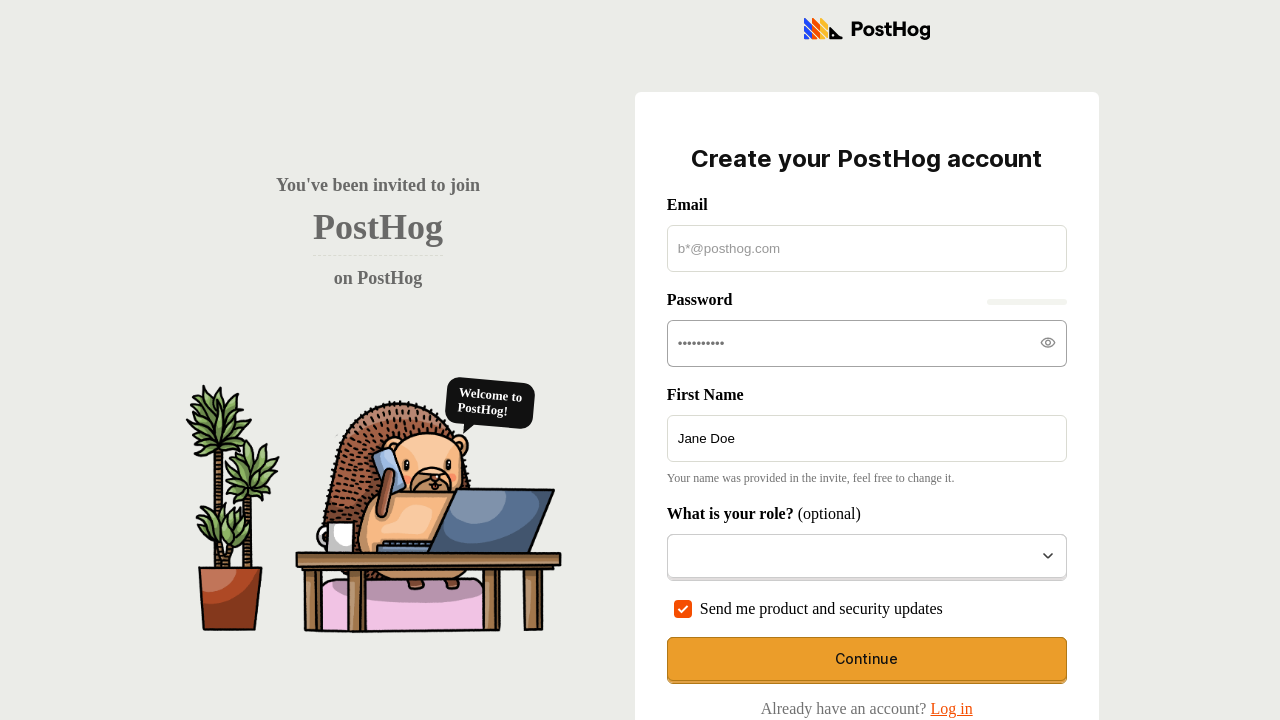 PostHog
You've been invited to join
PostHog
on PostHog
Welcome to
PostHog!
Create your PostHog account
Email
b*@posthog.com
Password
••••••••••
First Name
Jane Doe
Your name was provided in the invite, feel free to change it.
What is your role? (optional)
Send me product and security updates
Continue
Already have an account? Log in